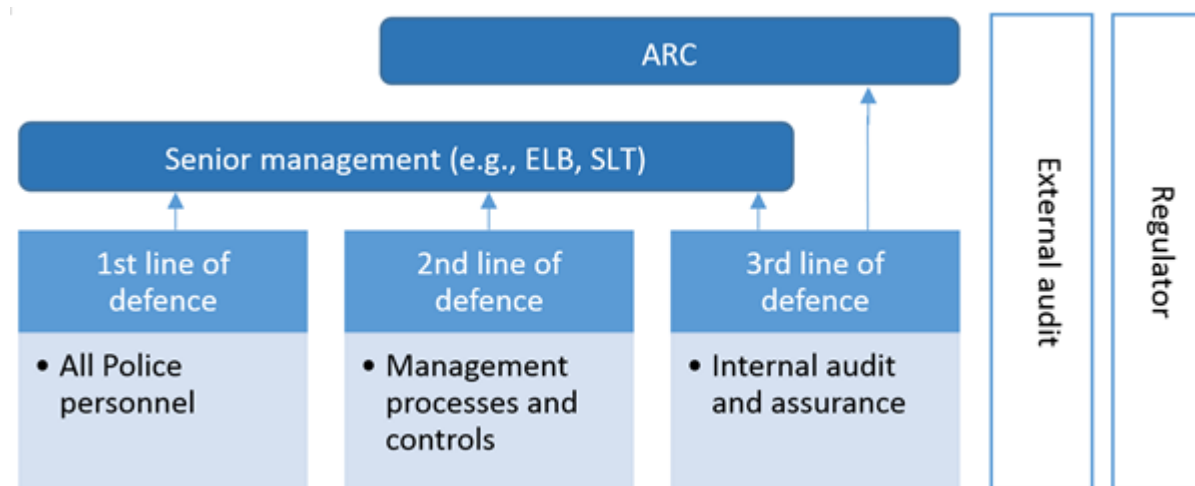 ARC
Senior management (e.g., ELB, SLT)
1st line of
defence
• All Police
personnel
2nd line of
defence
• Management
processes and
controls
3rd line of
defence
• Internal audit
and assurance
External audit
Regulator